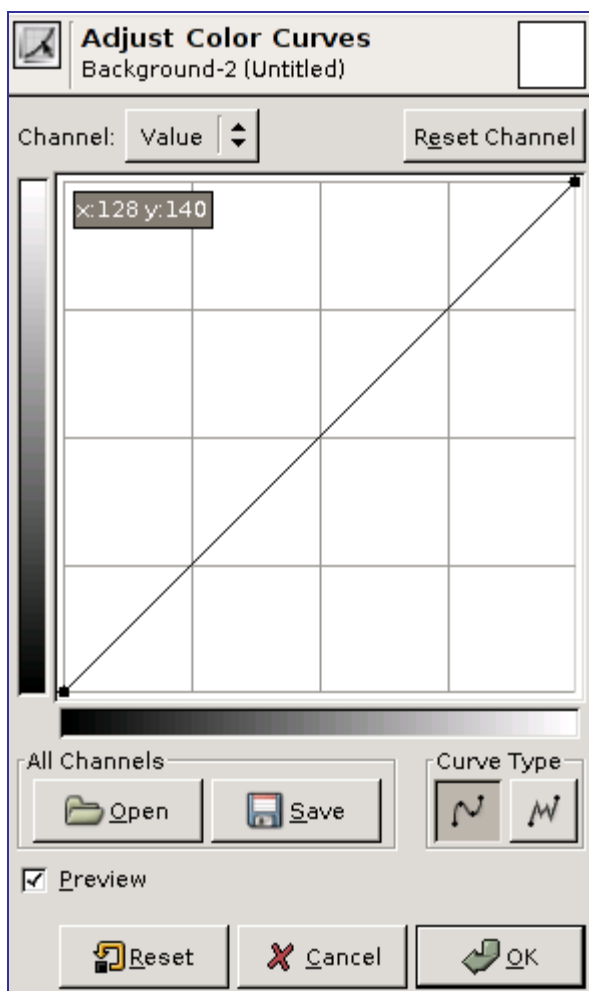 Adjust Color Curves
Background-2 (Untitled)
Channel: Value Reset Channel
x:128 y:140
All Channels Curve Type
Open Save
Preview
Reset Cancel OK